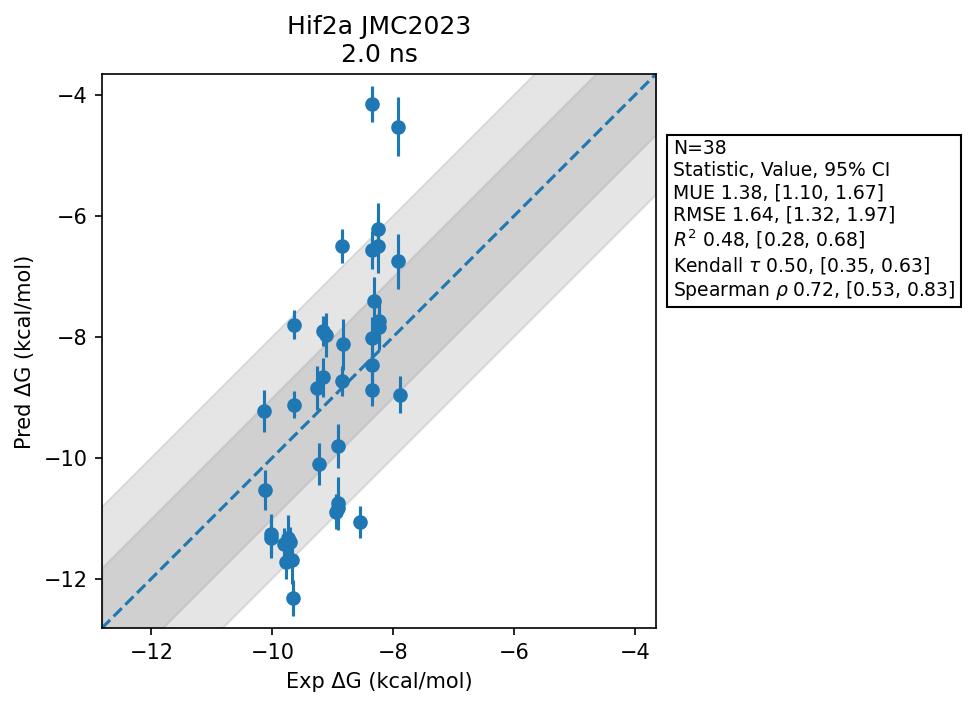 Hif2a JMC2023
2.0 ns
−4
−6
−8
−10
−12
Pred ΔG (kcal/mol)
−12
−10
−8
−6
−4
Exp ΔG (kcal/mol)
N=38
Statistic, Value, 95% CI
MUE 1.38, [1.10, 1.67]
RMSE 1.64, [1.32, 1.97]
R² 0.48, [0.28, 0.68]
Kendall τ 0.50, [0.35, 0.63]
Spearman ρ 0.72, [0.53, 0.83]